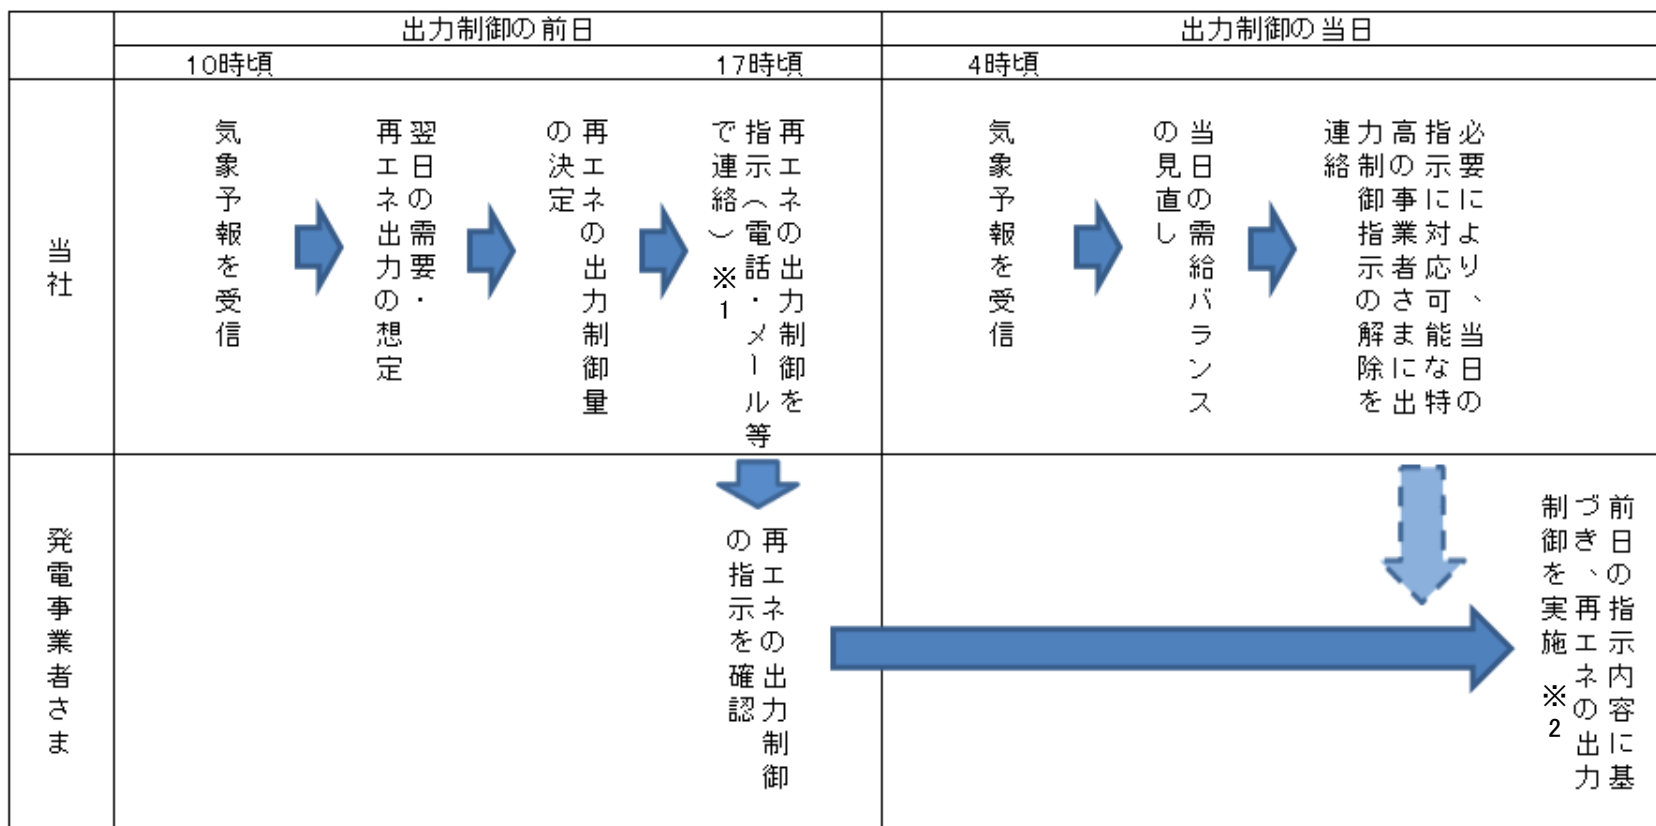 出力制御の前日
出力制御の当日
10時頃
17時頃
4時頃
当社
気象予報を受信
翌日の需要・
再エネ出力の想定
再エネの出力制御量
の決定
再エネの出力制御を
指示（電話・メール等
で連絡）※1
気象予報を受信
当日の需給バランス
の見直し
必要により、当日の
指示に対応可能な特
高の事業者さまに出
力制御指示の解除を
連絡
発電事業者さま
再エネの出力制御
の指示を確認
前日の指示内容に基
づき、再エネの出力
制御を実施 ※2